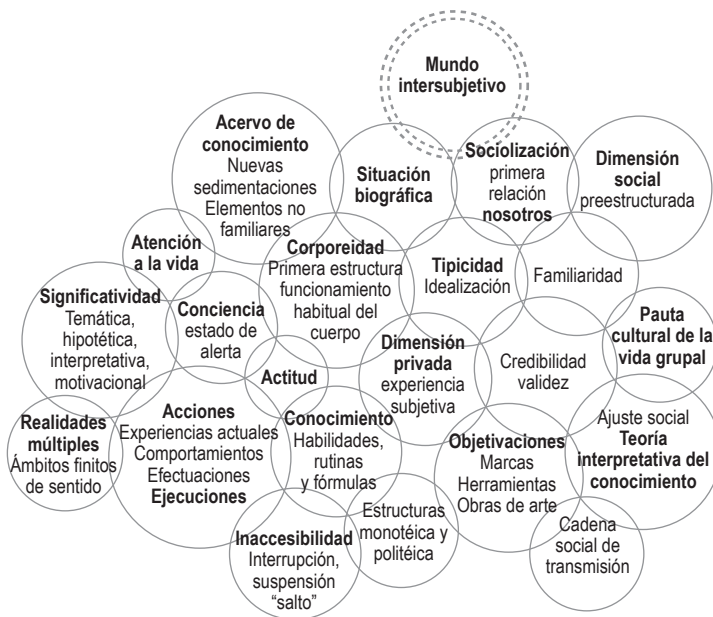 Mundo
intersubjetivo
Acervo de
conocimiento
Nuevas
sedimentaciones
Elementos no
familiares
Situación
biográfica
Sociolización
primera
relación
nosotros
Dimensión
social
preestructurada
Atención
a la vida
Corporeidad
Primera estructura
funcionamiento
habitual del
cuerpo
Tipicidad
Idealización
Familiaridad
Significatividad
Temática,
hipotética,
interpretativa,
motivacional
Conciencia
estado de
alerta
Pauta
cultural de la
vida grupal
Dimensión
privada
experiencia
subjetiva
Credibilidad
validez
Actitud
Realidades
múltiples
Ámbitos finitos
de sentido
Acciones
Experiencias actuales
Comportamientos
Efectuaciones
Ejecuciones
Conocimiento
Habilidades,
rutinas
y fórmulas
Objetivaciones
Marcas
Herramientas
Obras de arte
Ajuste social
Teoría
interpretativa del
conocimiento
Inaccesibilidad
Interrupción,
suspensión
“salto”
Estructuras
monotéica y
politéica
Cadena
social de
transmisión